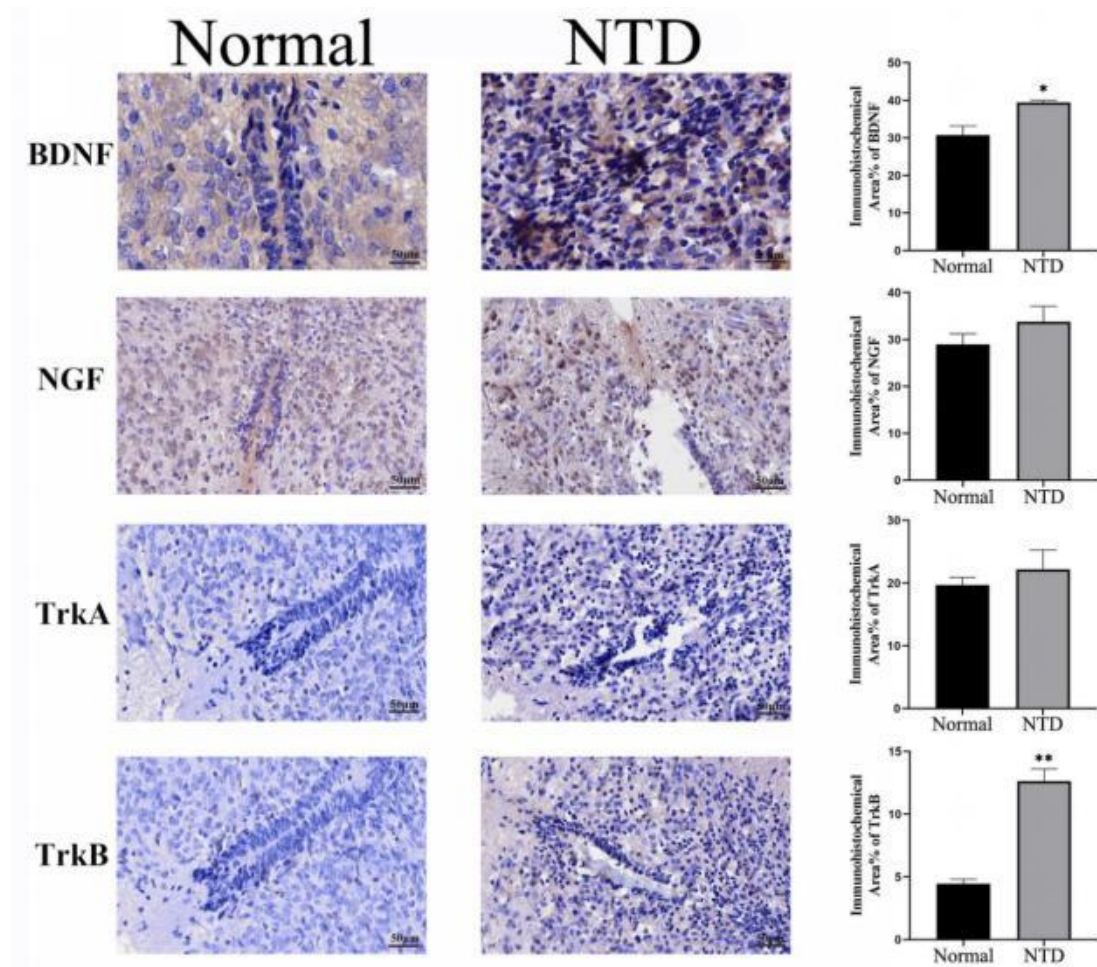 Normal
NTD
BDNF
50μm
Immunohistochemical
Area% of BDNF
50
40
30
20
10
0
*
Normal
NTD
NGF
50μm
50μm
Immunohistochemical
Area% of NGF
40
30
20
10
0
Normal
NTD
TrkA
50μm
50μm
Immunohistochemical
Area% of TrkA
30
20
10
0
Normal
NTD
TrkB
50μm
50μm
Immunohistochemical
Area% of TrkB
15
10
5
0
**
Normal
NTD